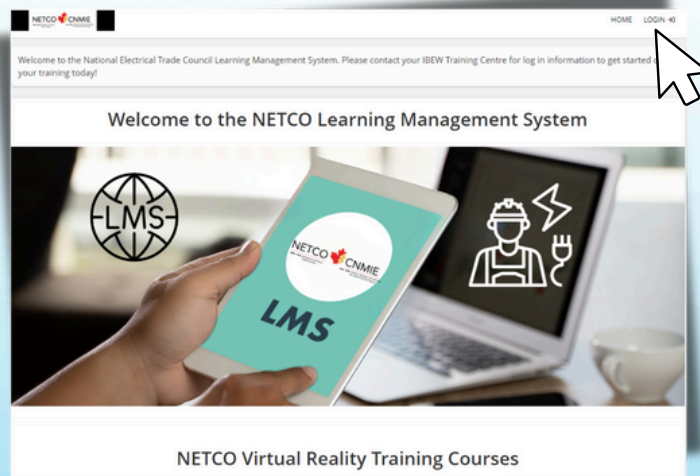 NETCO CNMIE
HOME LOGIN
Welcome to the National Electrical Trade Council Learning Management System. Please contact your IBEW Training Centre for log in information to get started
your training today!
Welcome to the NETCO Learning Management System
LMS
NETCO CNMIE
LMS
NETCO Virtual Reality Training Courses